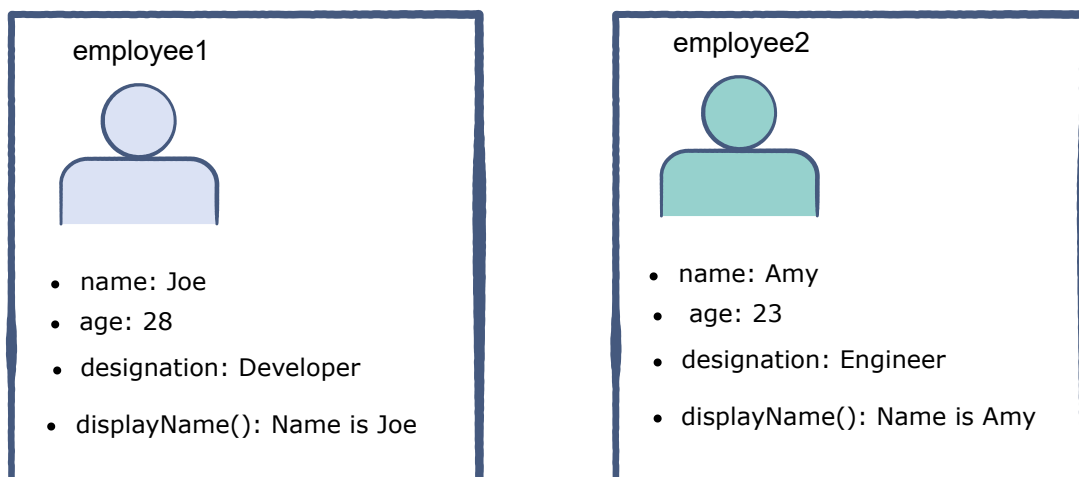 employee1
• name: Joe
• age: 28
• designation: Developer
• displayName(): Name is Joe
employee2
• name: Amy
• age: 23
• designation: Engineer
• displayName(): Name is Amy